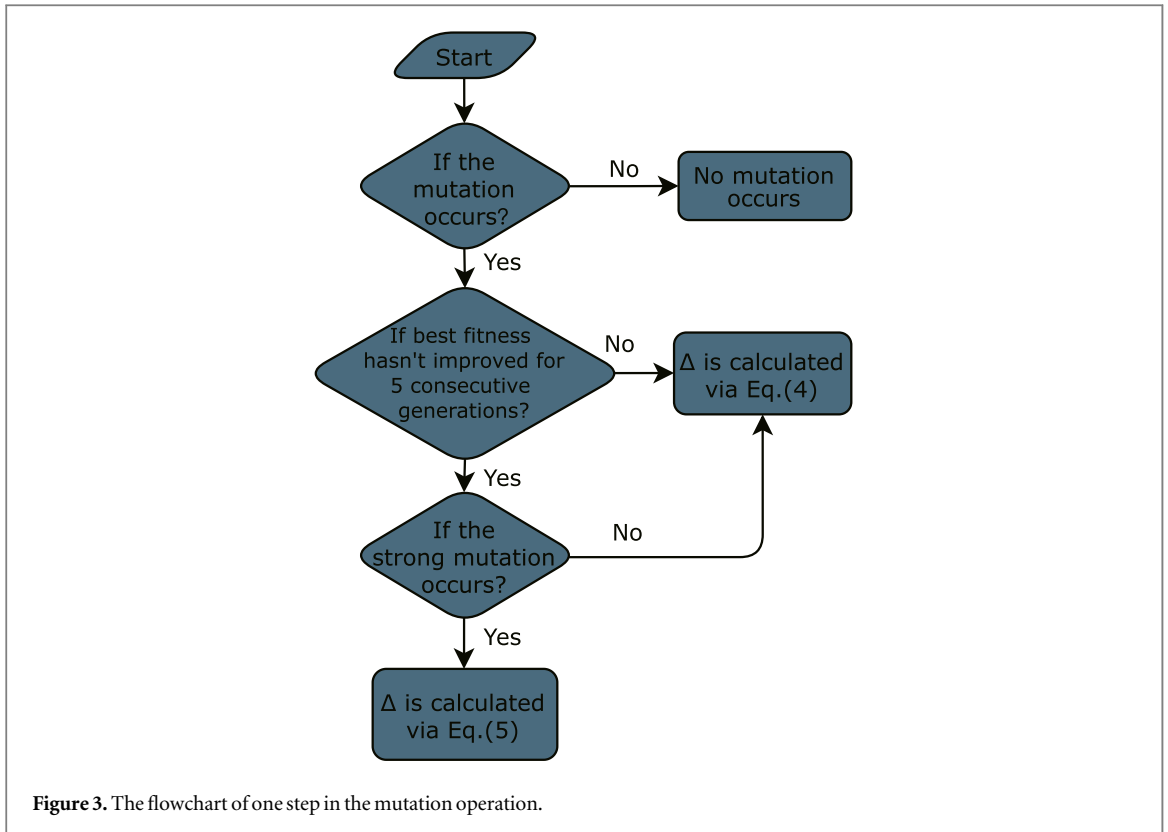 Start
If the
mutation
occurs?
No
No mutation
occurs
Yes
If best fitness
hasn't improved for
5 consecutive
generations?
No
Δ is calculated
via Eq.(4)
Yes
If the
strong mutation
occurs?
No
Yes
Δ is calculated
via Eq.(5)
Figure 3. The flowchart of one step in the mutation operation.